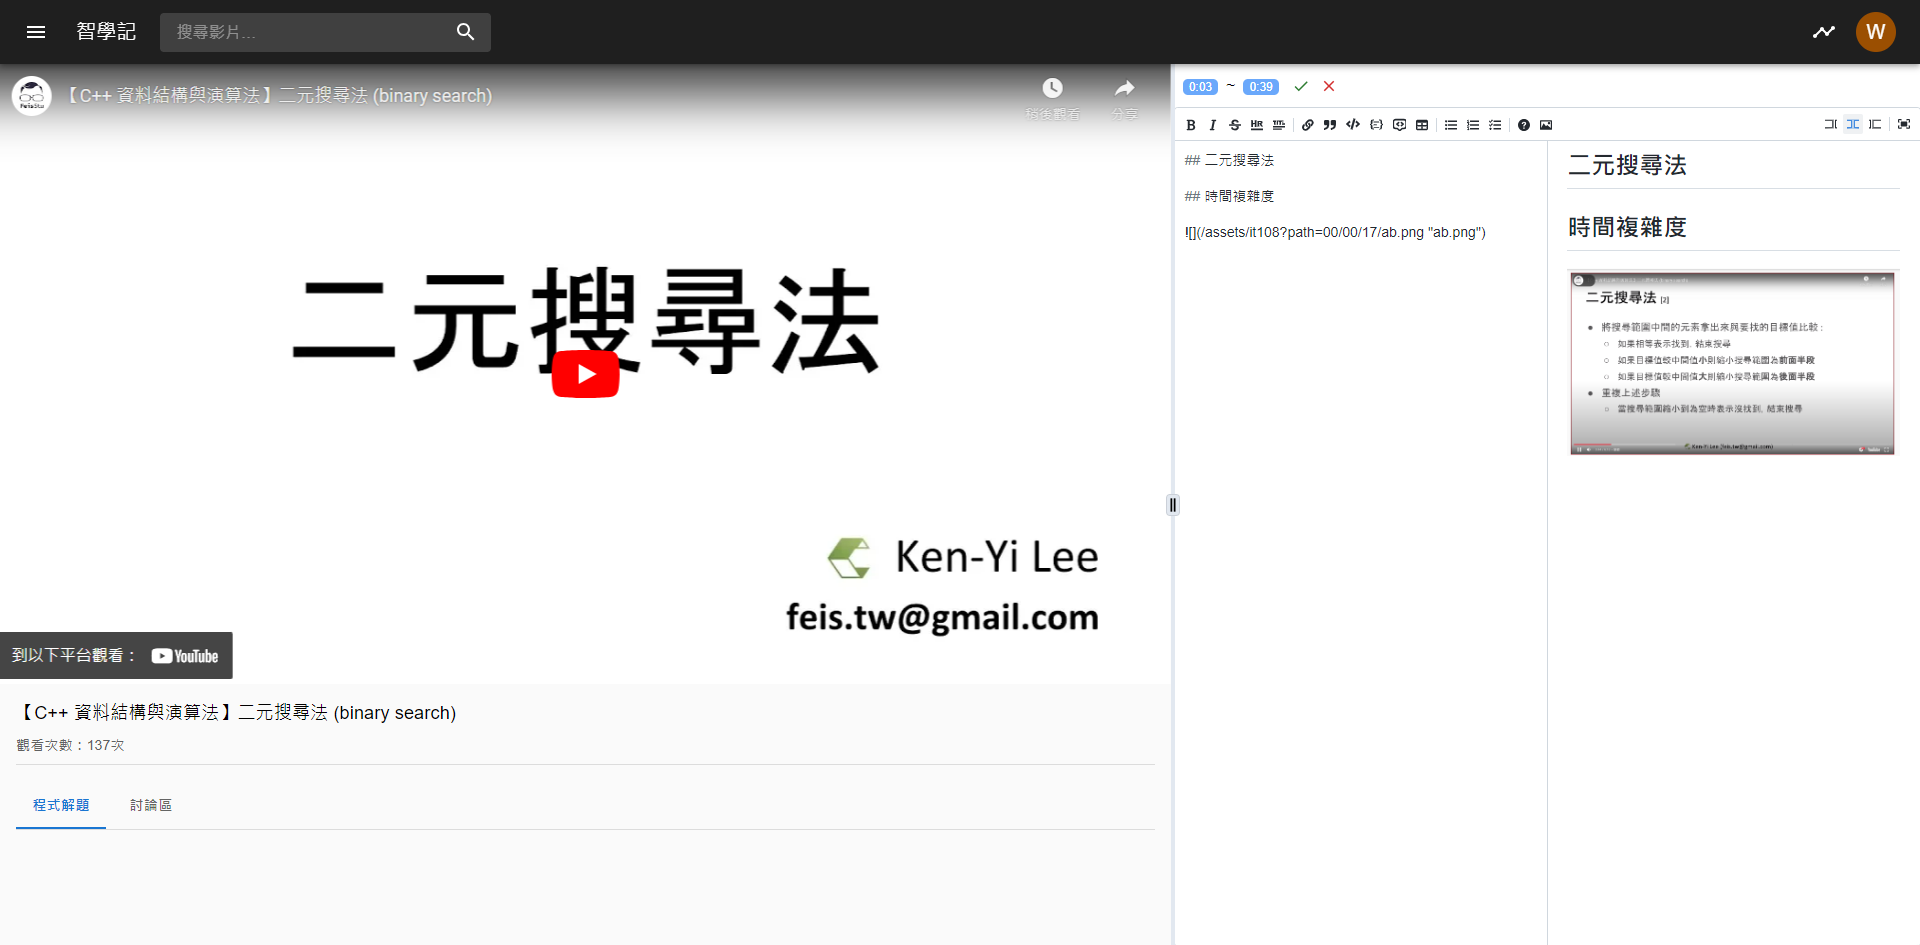 智學記
搜尋影片...
W
【C++ 資料結構與演算法】二元搜尋法 (binary search)
稍後觀看
分享
二元搜尋法
Ken-Yi Lee
feis.tw@gmail.com
到以下平台觀看：
YouTube
【C++ 資料結構與演算法】二元搜尋法 (binary search)
觀看次數：137次
程式解題
討論區
0:03 ~ 0:39
## 二元搜尋法
## 時間複雜度
![](/assets/it108?path=00/00/17/ab.png "ab.png")
二元搜尋法
時間複雜度
二元搜尋法 [2]
● 將搜尋範圍中間的元素拿出來與要找的目標值比較：
○ 如果相等表示找到, 結束搜尋
○ 如果目標值較中間值小則縮小搜尋範圍為前面半段
○ 如果目標值較中間值大則縮小搜尋範圍為後面半段
● 重複上述步驟
○ 當搜尋範圍縮小到為空時表示沒找到, 結束搜尋
Ken-Yi Lee (feis.tw@gmail.com)